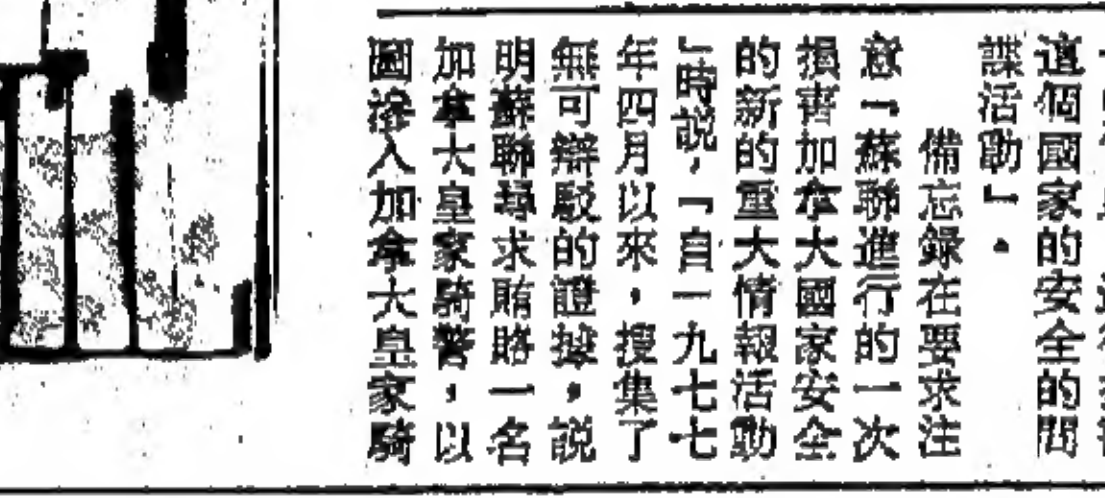 這個國家的安全的間
諜活動」。
備忘録在要求注
意「蘇聯進行的一次
損害加拿大國家安全
的新的重大情報活動
」時説，「自一九七七
年四月以來，搜集了
無可辯駁的證據，説
明蘇聯尋求賄賂一名
加拿大皇家騎警，以
圖滲入加拿大皇家騎